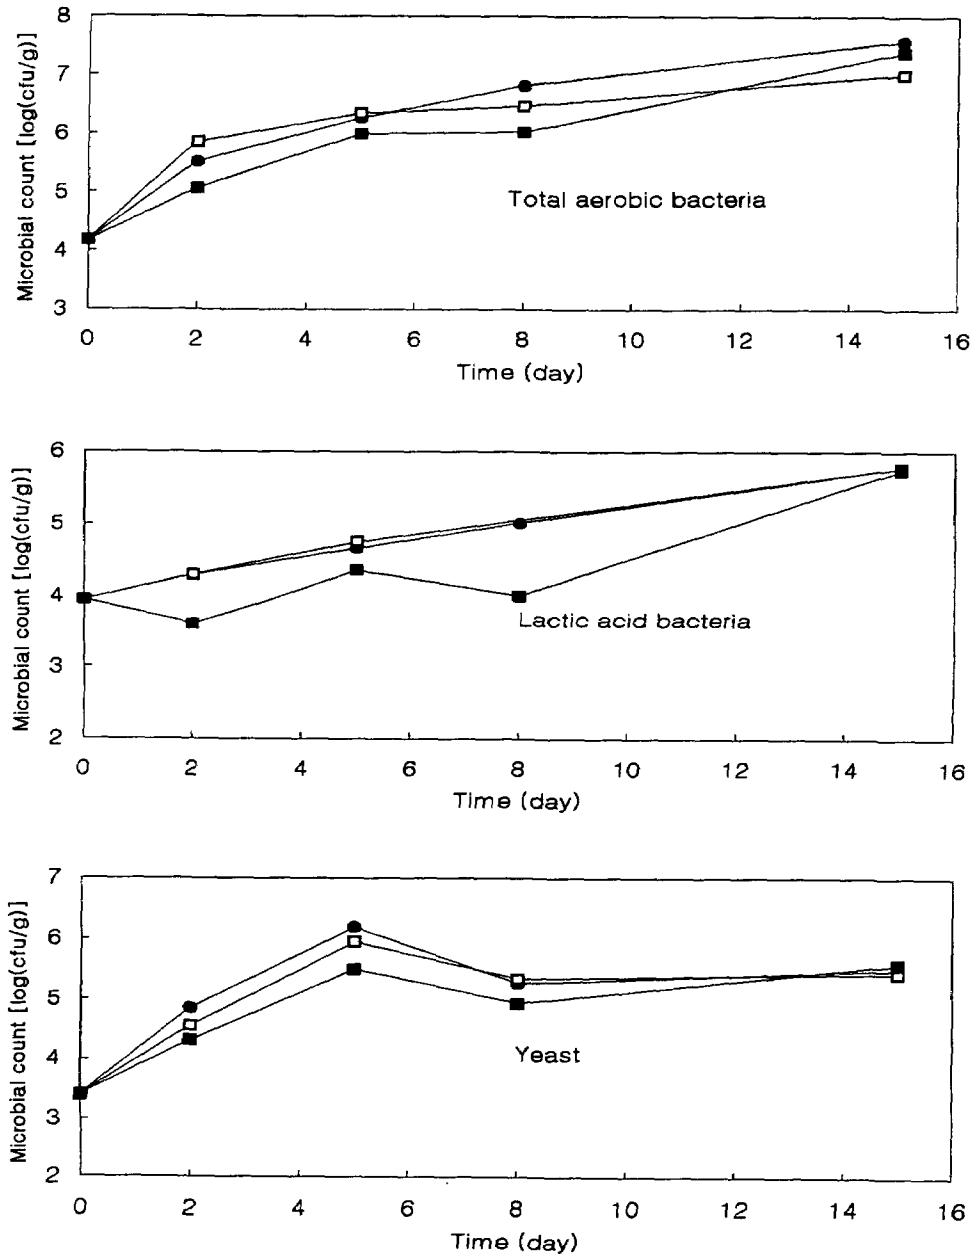 8
7
6
5
4
3
Microbial count [log(cfu/g)]
Total aerobic bacteria
0 2 4 6 8 10 12 14 16
Time (day)
6
5
4
3
2
Microbial count [log(cfu/g)]
Lactic acid bacteria
0 2 4 6 8 10 12 14 16
Time (day)
7
6
5
4
3
2
Microbial count [log(cfu/g)]
Yeast
0 2 4 6 8 10 12 14 16
Time (day)